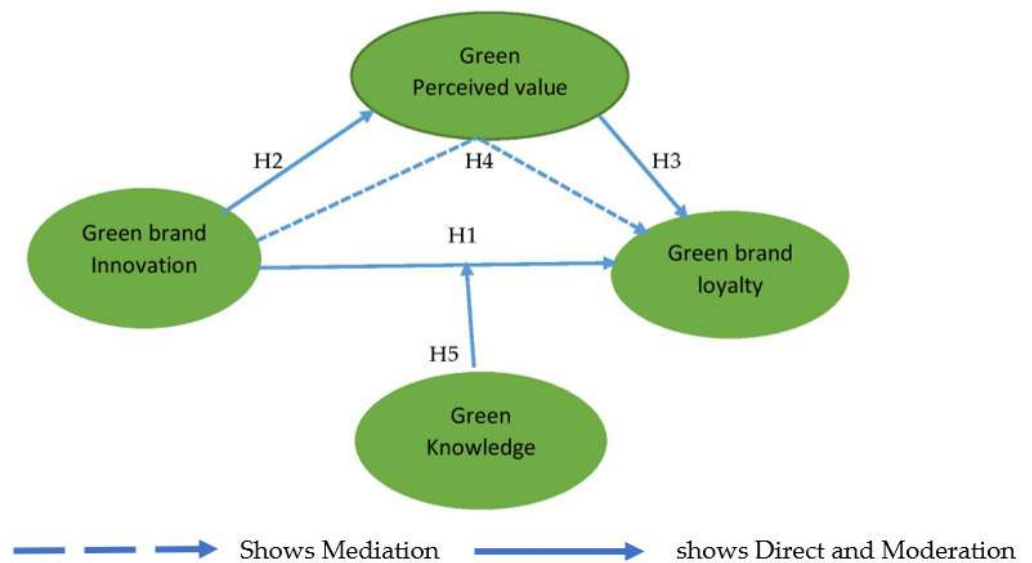 Green
Perceived value
H2
H4
H3
Green brand
Innovation
H1
Green brand
loyalty
H5
Green
Knowledge
Shows Mediation
shows Direct and Moderation